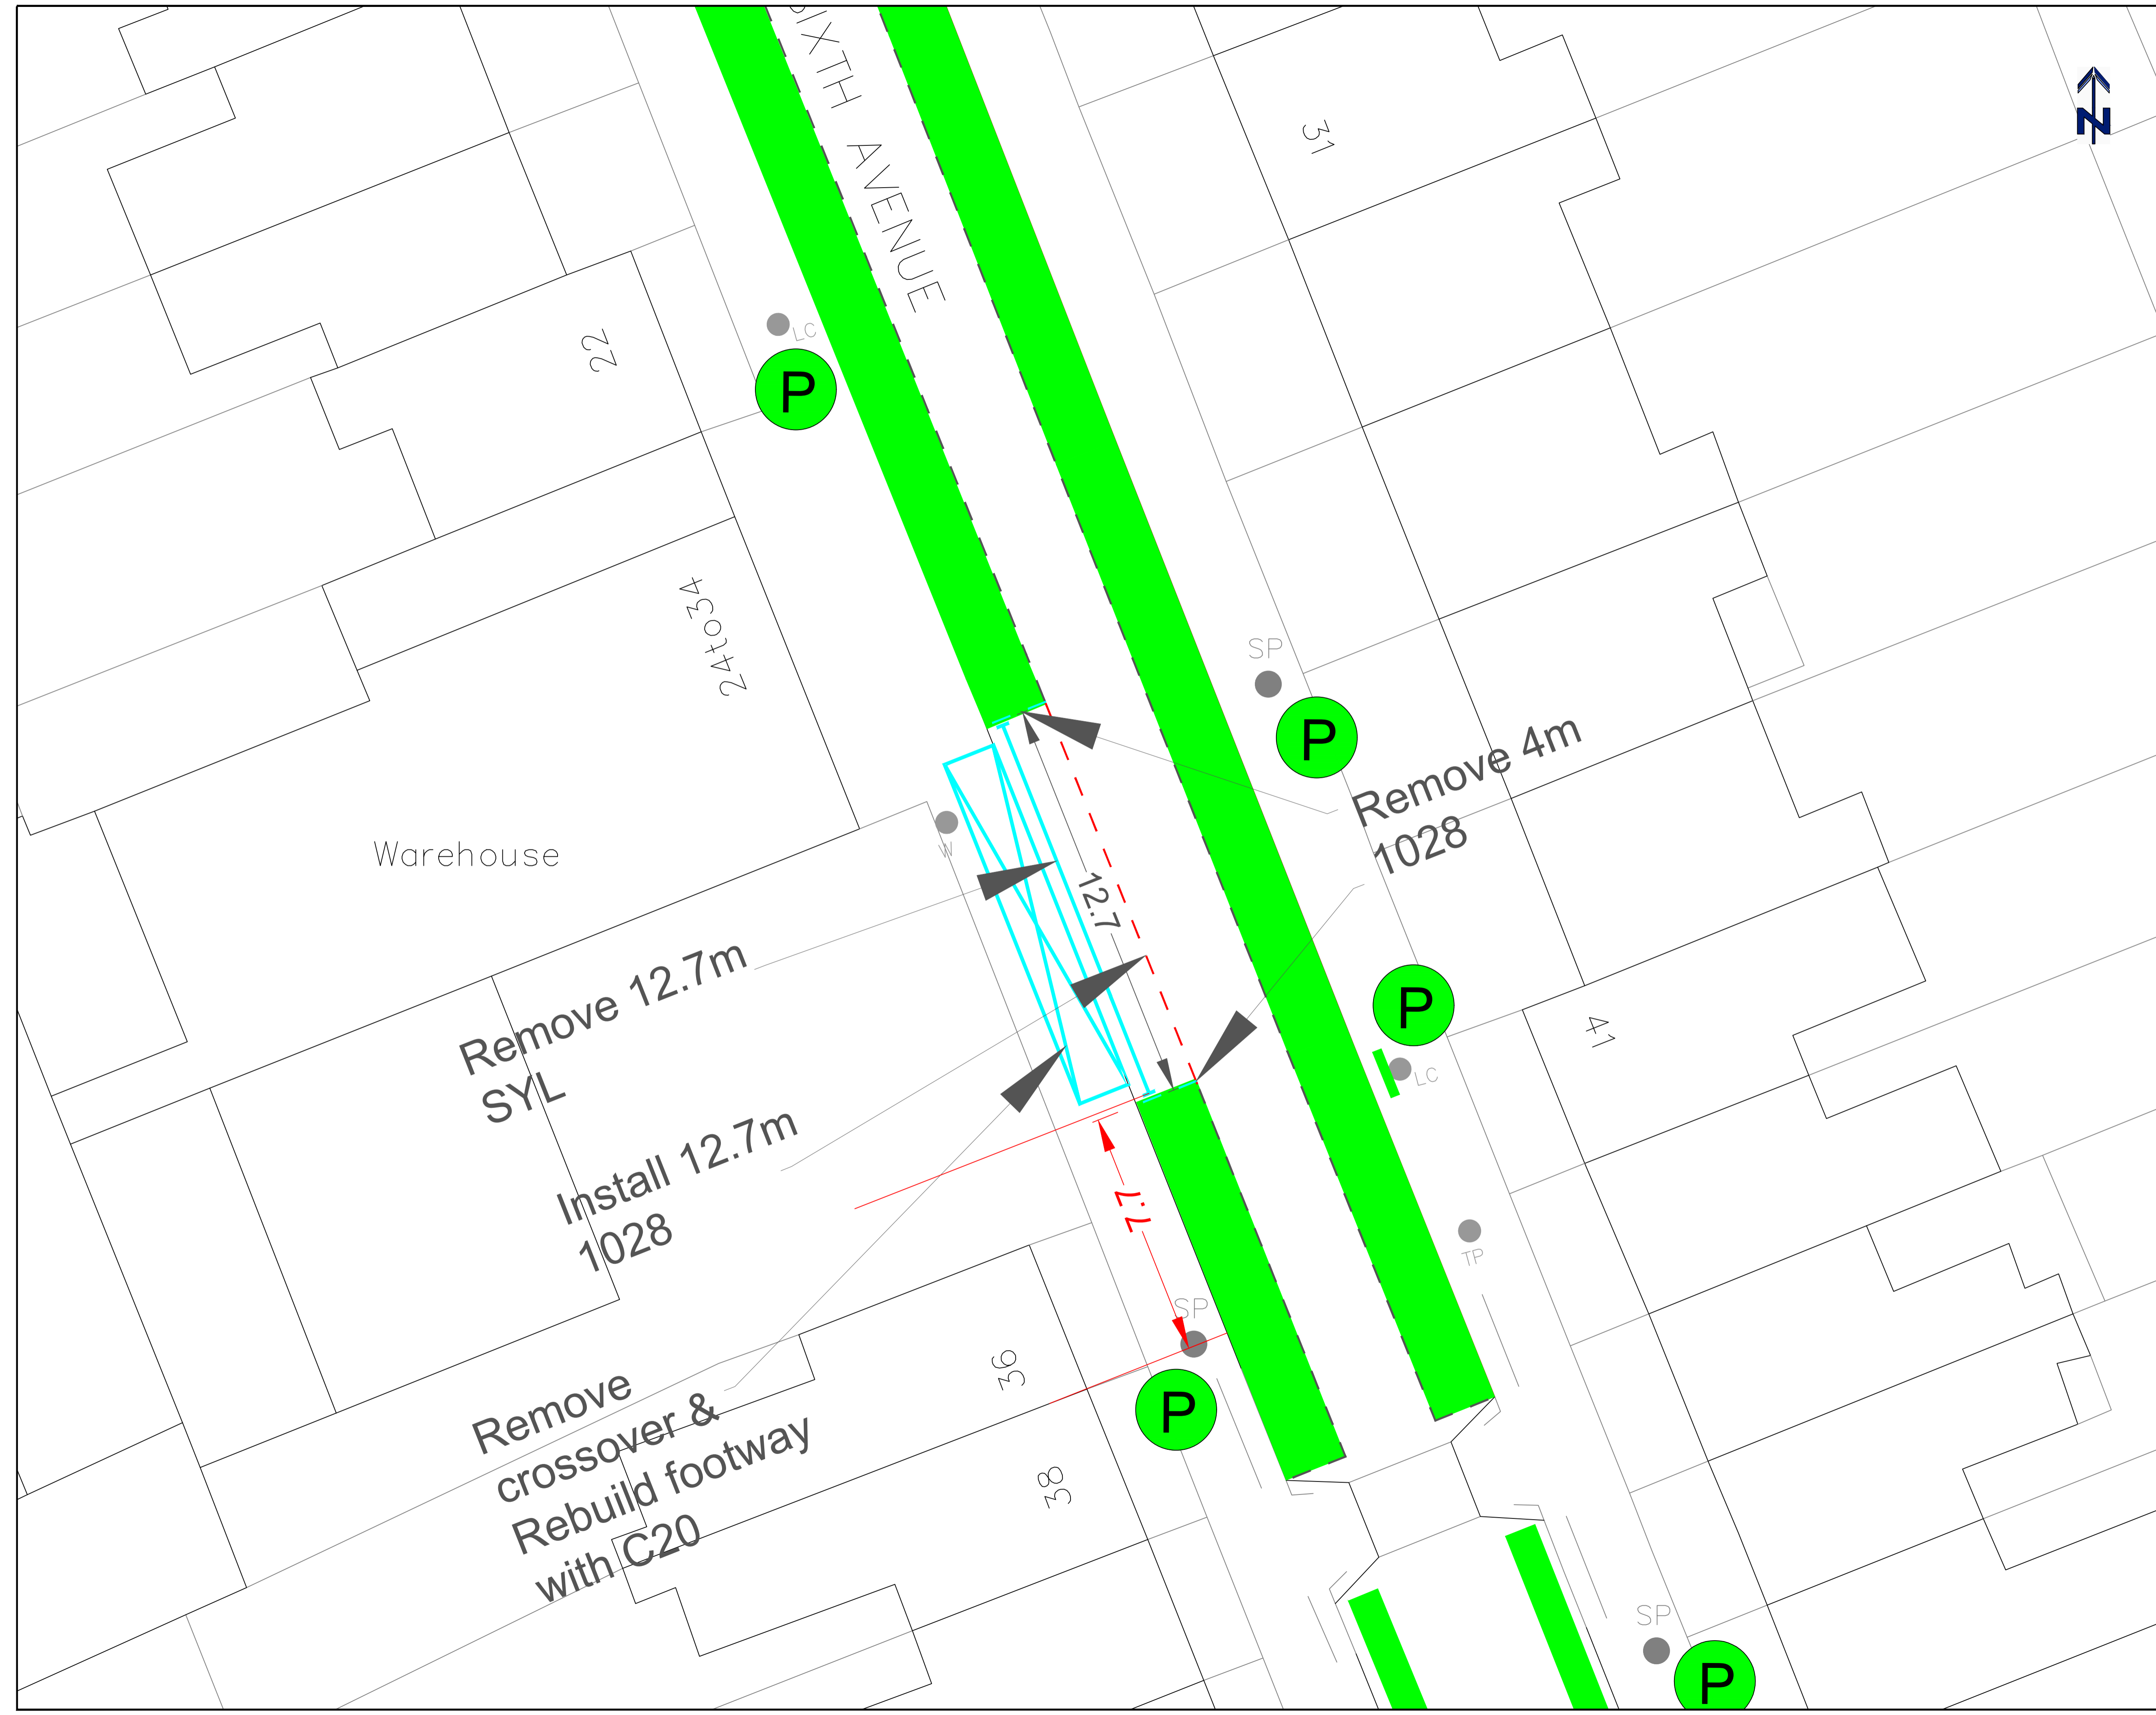 SIXTH AVENUE
31
N
LC
P
22
24to34
SP
P
Remove 4m
1028
Warehouse
W
12.7
Remove 12.7m
SYL
P
LC
41
Install 12.7m
1028
7.7
TP
SP
P
36
Remove
crossover &
Rebuild footway
with C20
38
SP
P